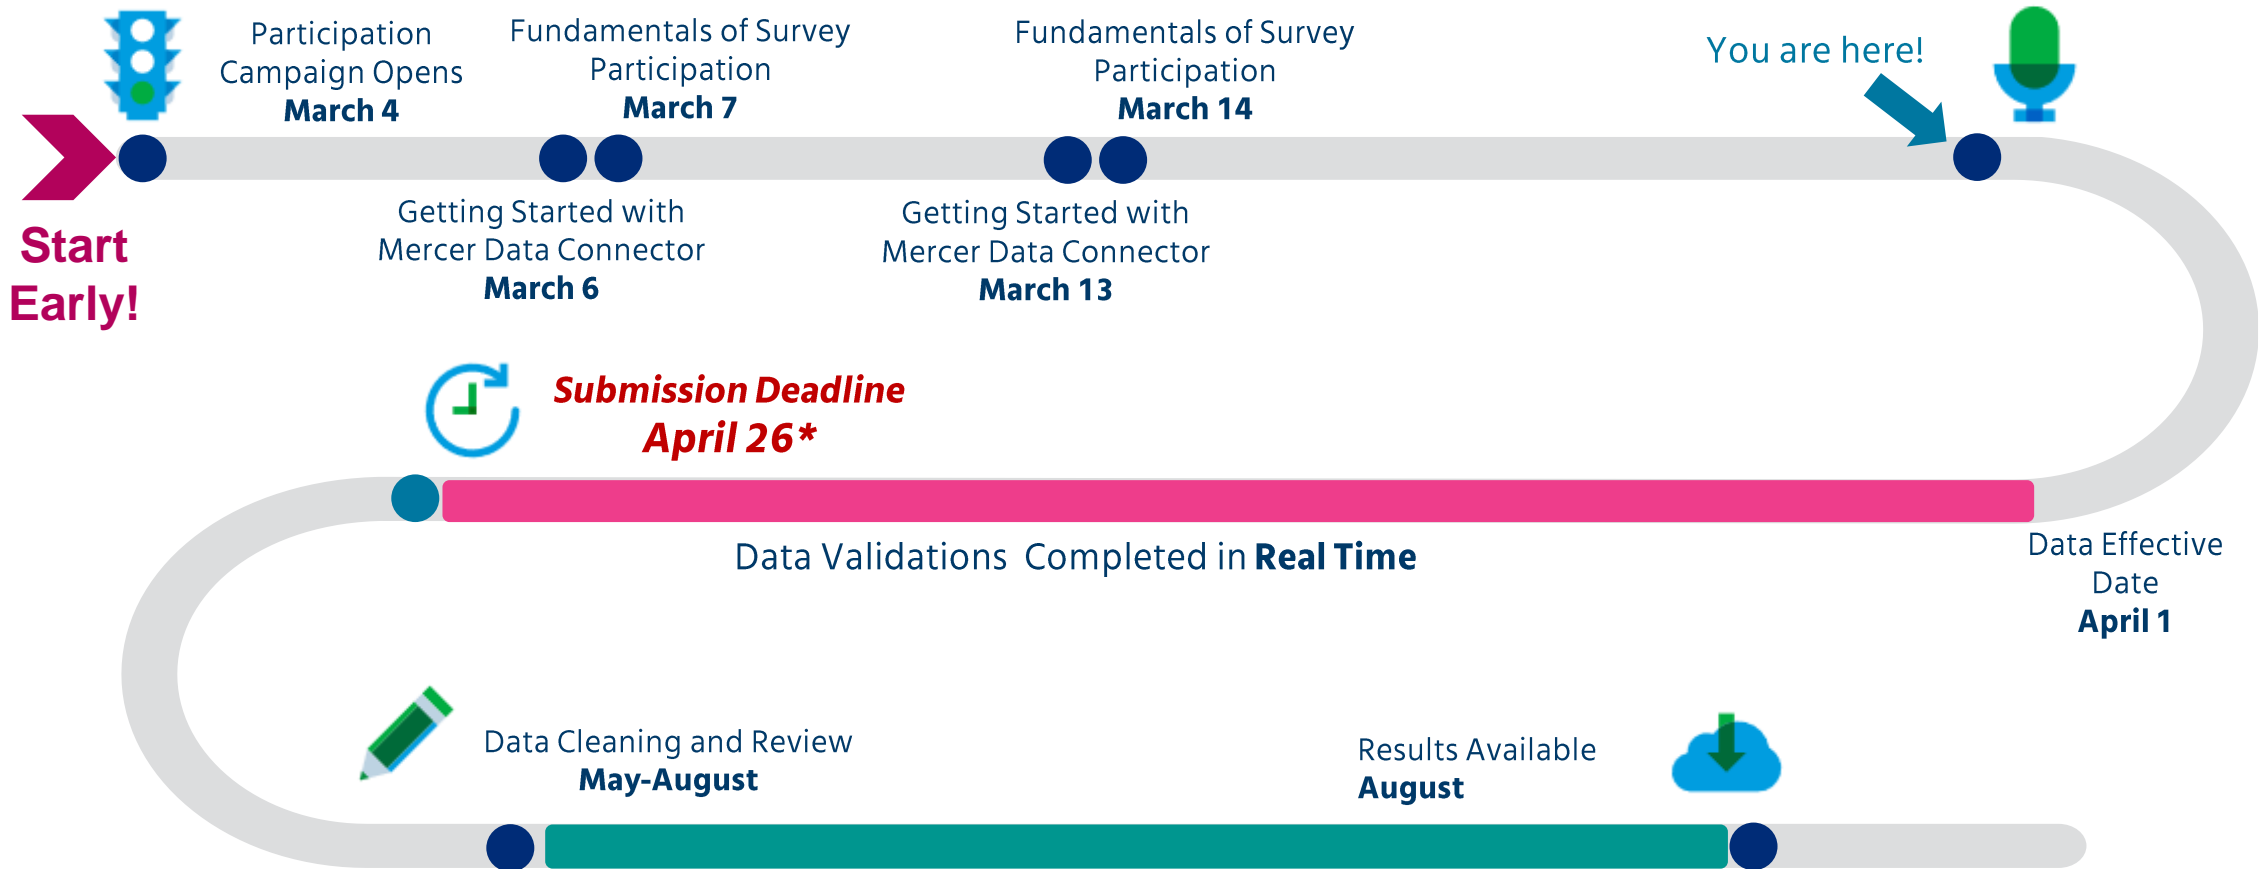 Participation
Campaign Opens
March 4
Fundamentals of Survey
Participation
March 7
Fundamentals of Survey
Participation
March 14
You are here!
Start
Early!
Getting Started with
Mercer Data Connector
March 6
Getting Started with
Mercer Data Connector
March 13
Submission Deadline
April 26*
Data Validations  Completed in Real Time
Data Effective
Date
April 1
Data Cleaning and Review
May-August
Results Available
August